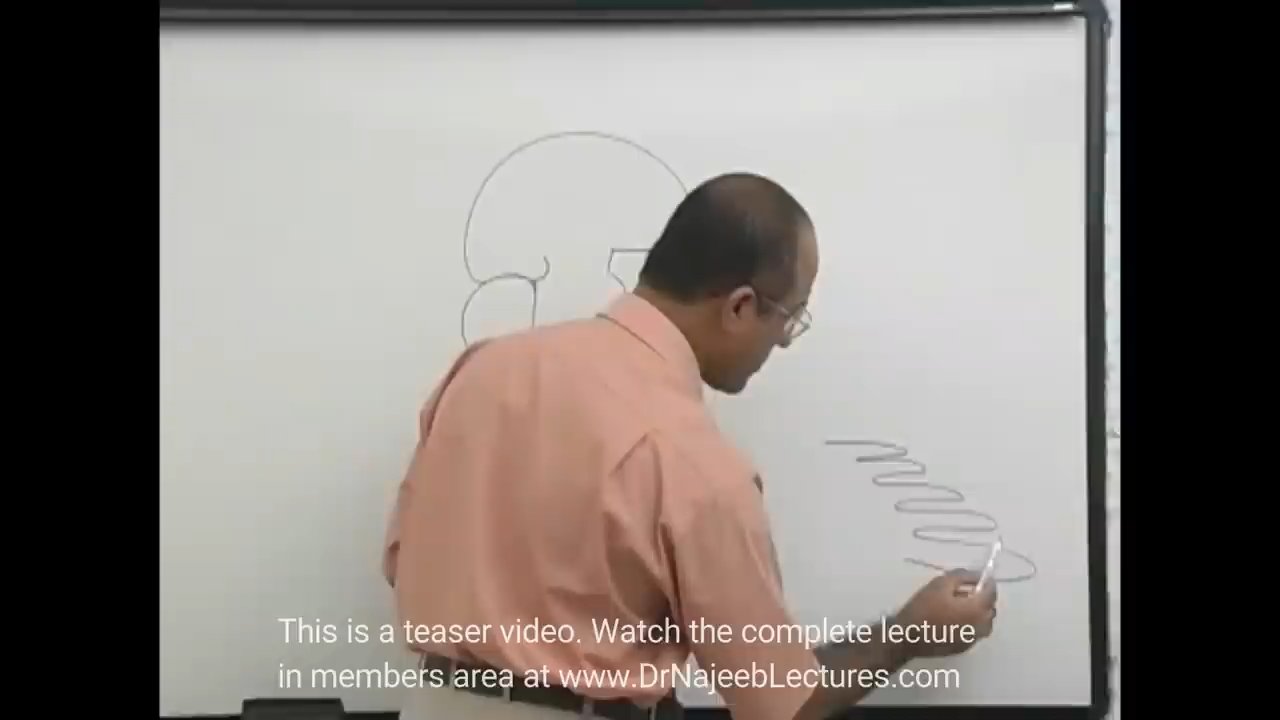 This is a teaser video. Watch the complete lecture
in members area at www.DrNajeebLectures.com